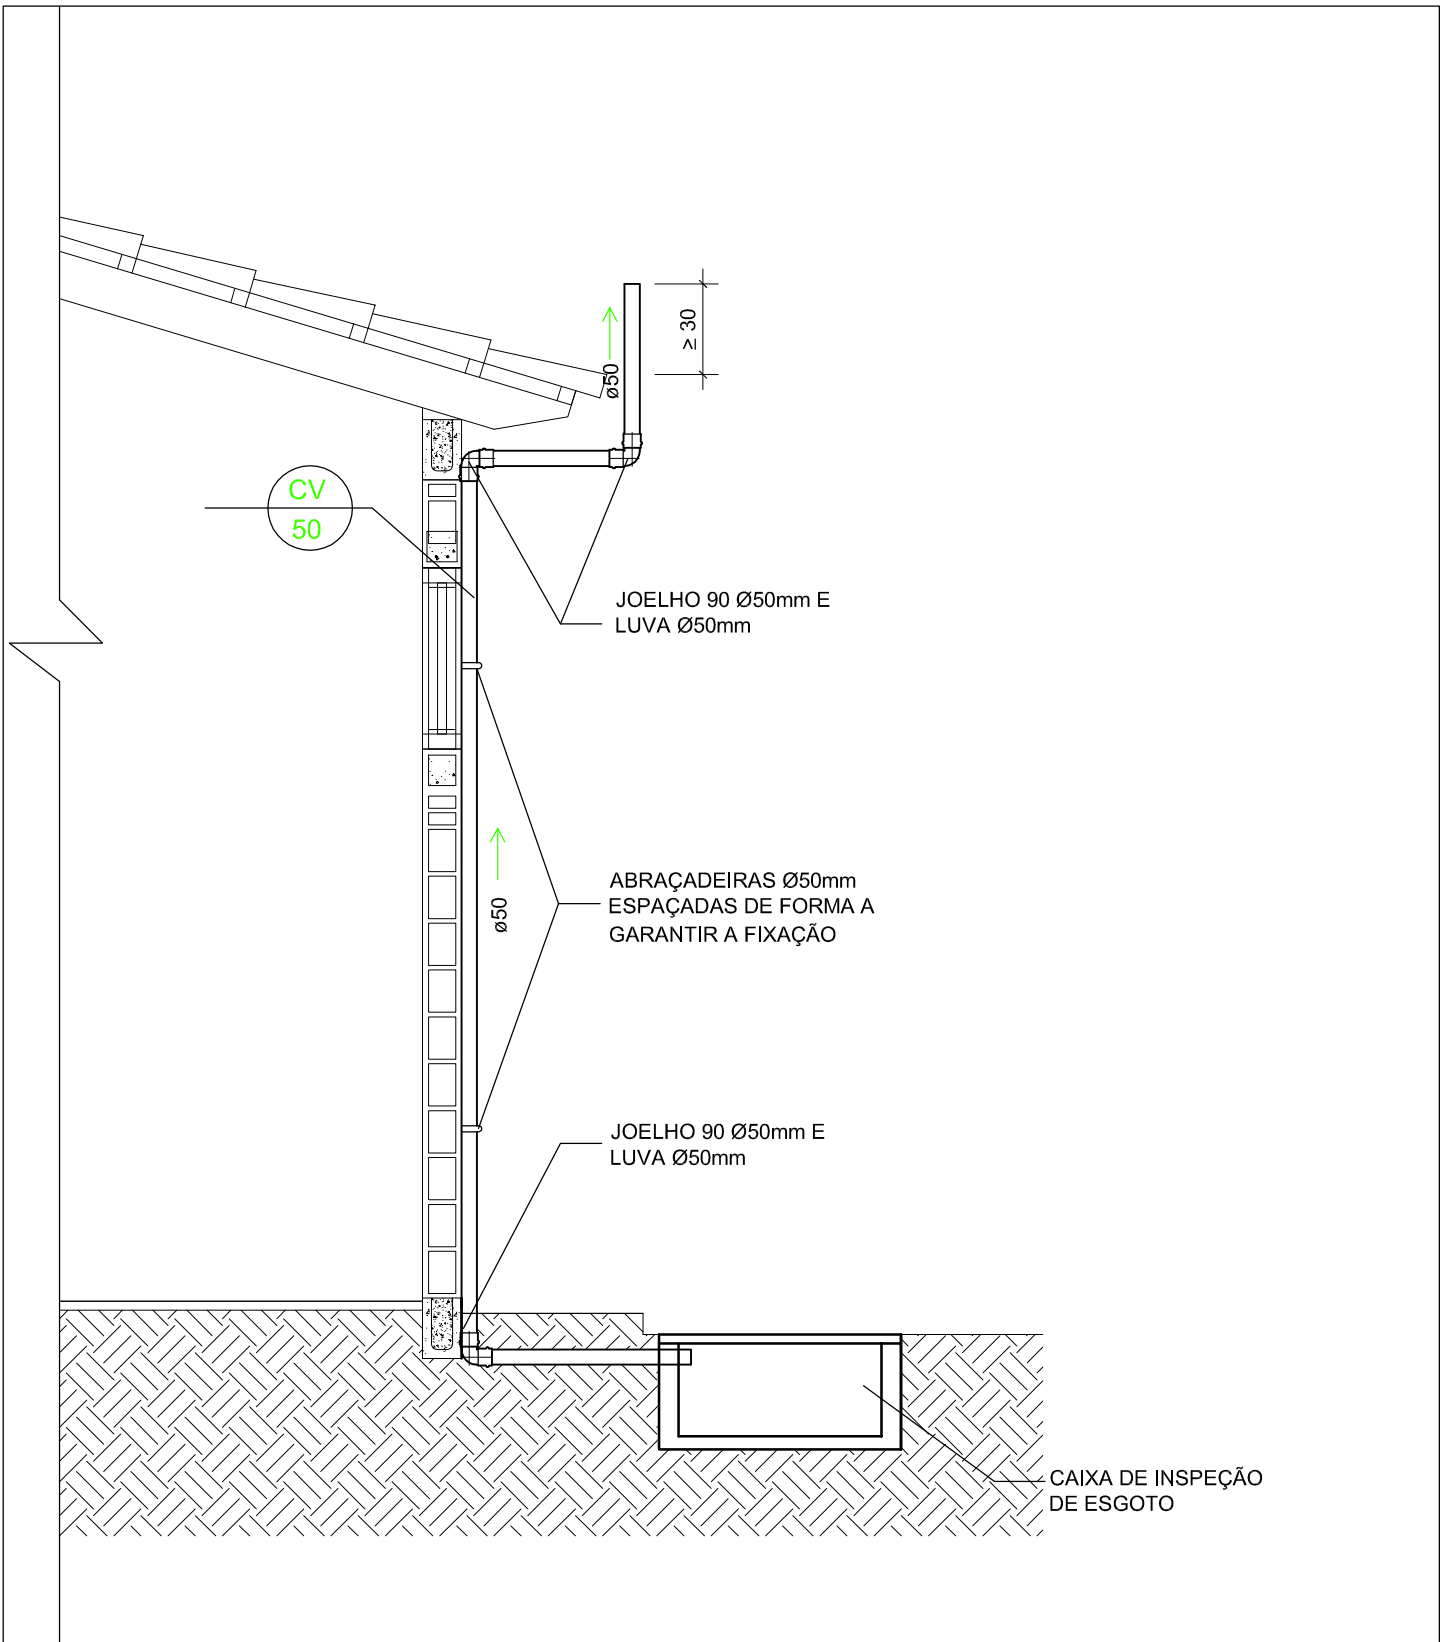 ≥ 30
ø50
CV
50
JOELHO 90 Ø50mm E
LUVA Ø50mm
ABRAÇADEIRAS Ø50mm
ESPAÇADAS DE FORMA A
GARANTIR A FIXAÇÃO
ø50
JOELHO 90 Ø50mm E
LUVA Ø50mm
CAIXA DE INSPEÇÃO
DE ESGOTO